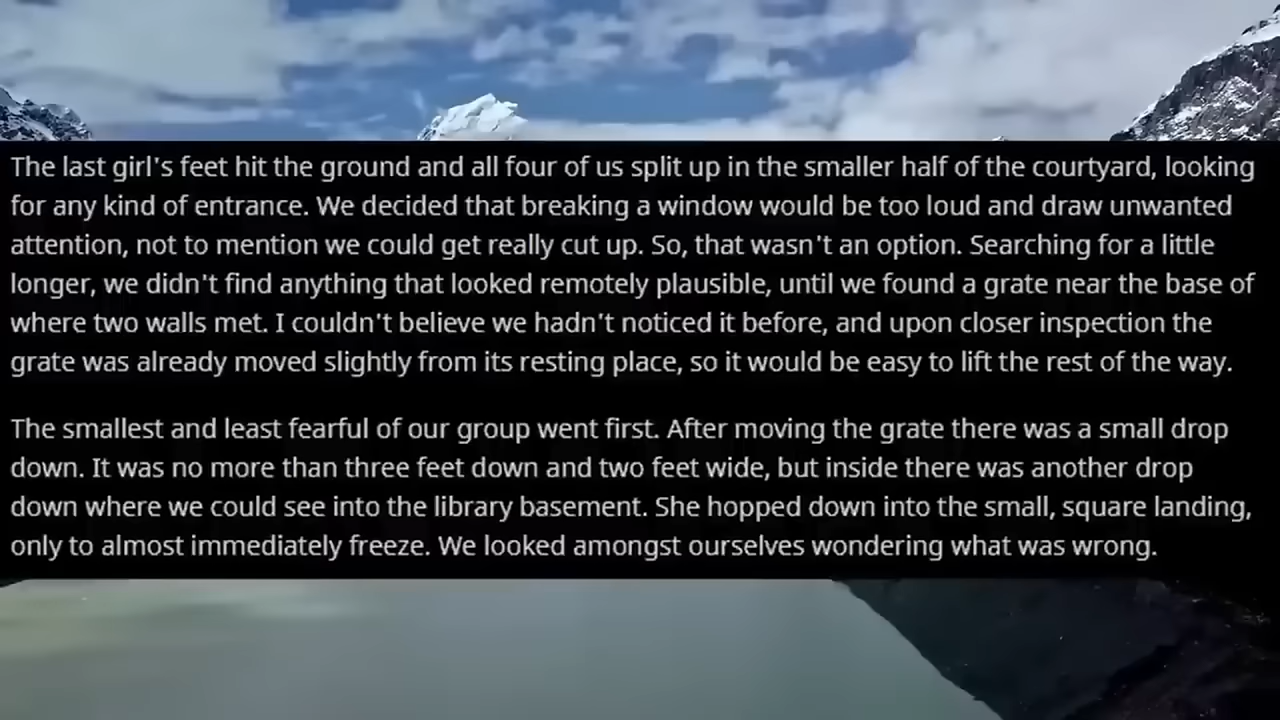 The last girl's feet hit the ground and all four of us split up in the smaller half of the courtyard, looking
for any kind of entrance. We decided that breaking a window would be too loud and draw unwanted
attention, not to mention we could get really cut up. So, that wasn't an option. Searching for a little
longer, we didn't find anything that looked remotely plausible, until we found a grate near the base of
where two walls met. I couldn't believe we hadn't noticed it before, and upon closer inspection the
grate was already moved slightly from its resting place, so it would be easy to lift the rest of the way.
The smallest and least fearful of our group went first. After moving the grate there was a small drop
down. It was no more than three feet down and two feet wide, but inside there was another drop
down where we could see into the library basement. She hopped down into the small, square landing,
only to almost immediately freeze. We looked amongst ourselves wondering what was wrong.